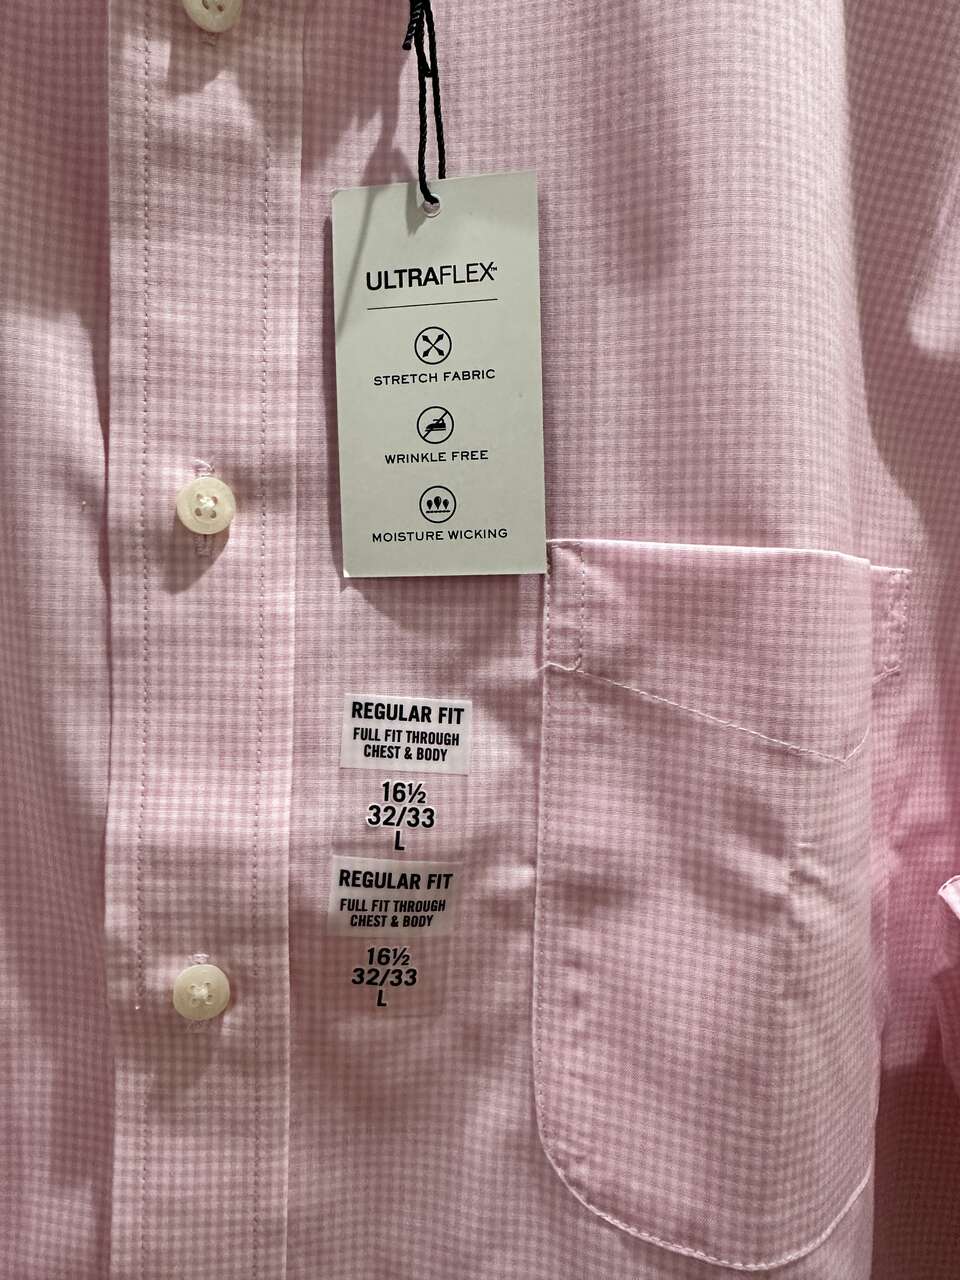 ULTRAFLEX™
STRETCH FABRIC
WRINKLE FREE
MOISTURE WICKING
REGULAR FIT
FULL FIT THROUGH
CHEST & BODY
16½
32/33
L
REGULAR FIT
FULL FIT THROUGH
CHEST & BODY
16½
32/33
L